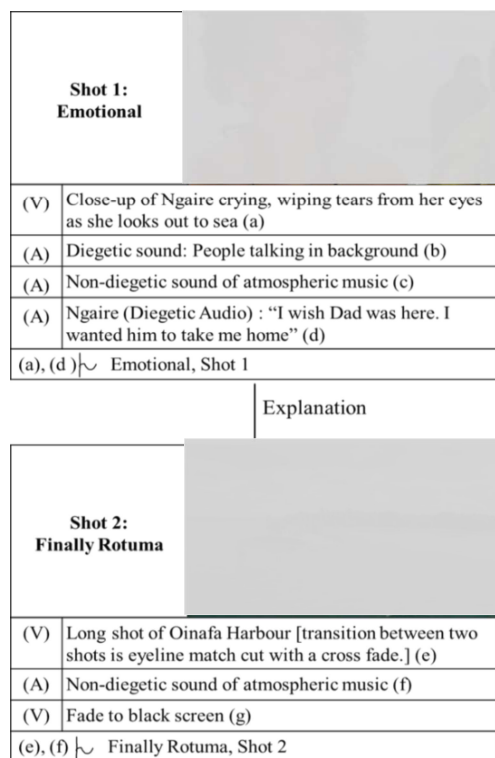 Shot 1:
Emotional
(V) Close-up of Ngaire crying, wiping tears from her eyes
as she looks out to sea (a)
(A) Diegetic sound: People talking in background (b)
(A) Non-diegetic sound of atmospheric music (c)
(A) Ngaire (Diegetic Audio) : “I wish Dad was here. I
wanted him to take me home” (d)
(a), (d )|~ Emotional, Shot 1
Explanation
Shot 2:
Finally Rotuma
(V) Long shot of Oinafa Harbour [transition between two
shots is eyeline match cut with a cross fade.] (e)
(A) Non-diegetic sound of atmospheric music (f)
(V) Fade to black screen (g)
(e), (f) |~ Finally Rotuma, Shot 2